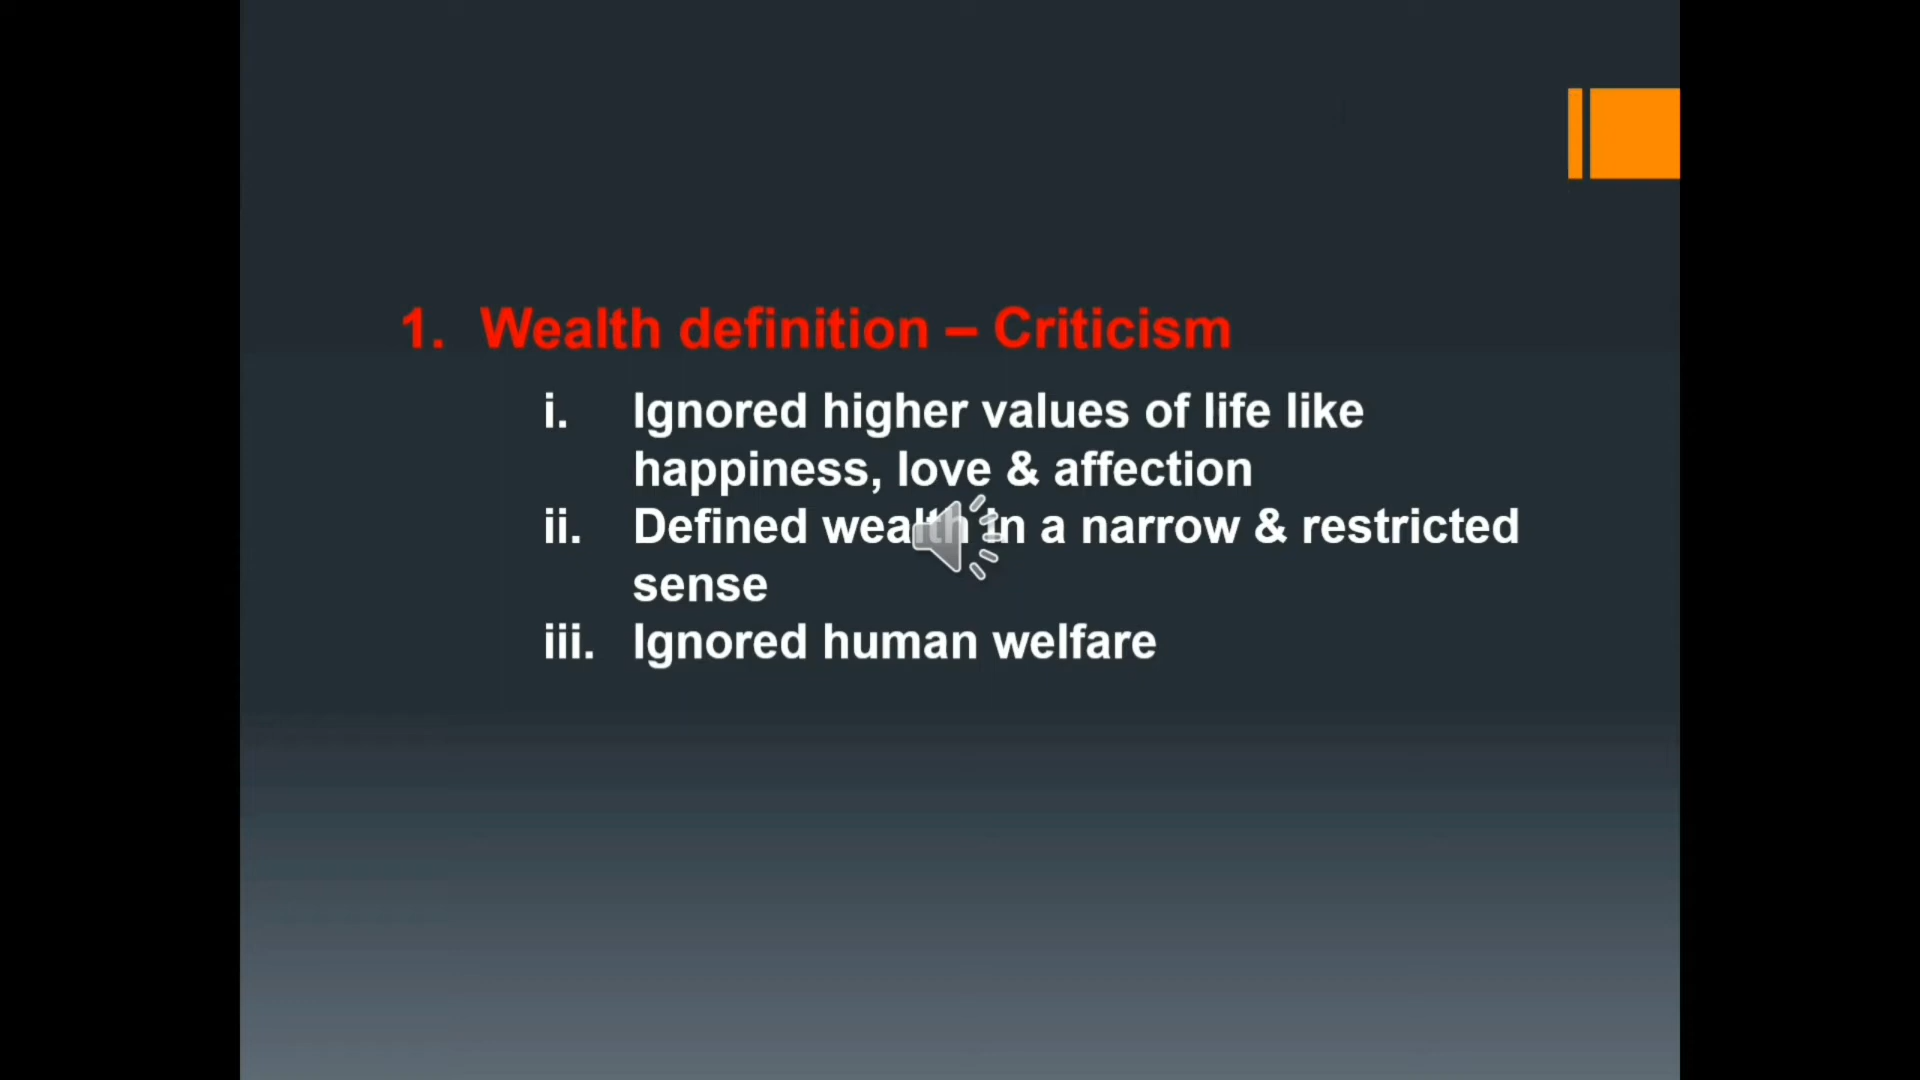 1. Wealth definition – Criticism
i. Ignored higher values of life like
happiness, love & affection
ii. Defined wealth in a narrow & restricted
sense
iii. Ignored human welfare